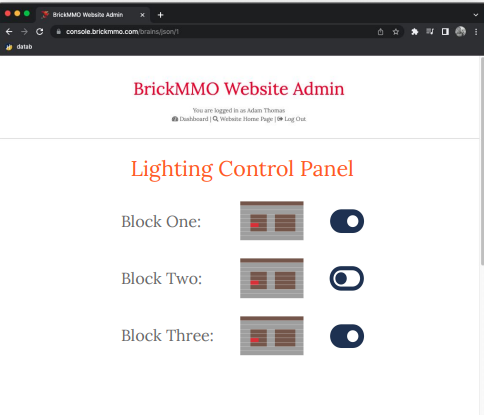 BrickMMO Website Admin
console.brickmmo.com/brains/json/1
datab
BrickMMO Website Admin
You are logged in as Adam Thomas
Dashboard | Website Home Page | Log Out
Lighting Control Panel
Block One:
Block Two:
Block Three: